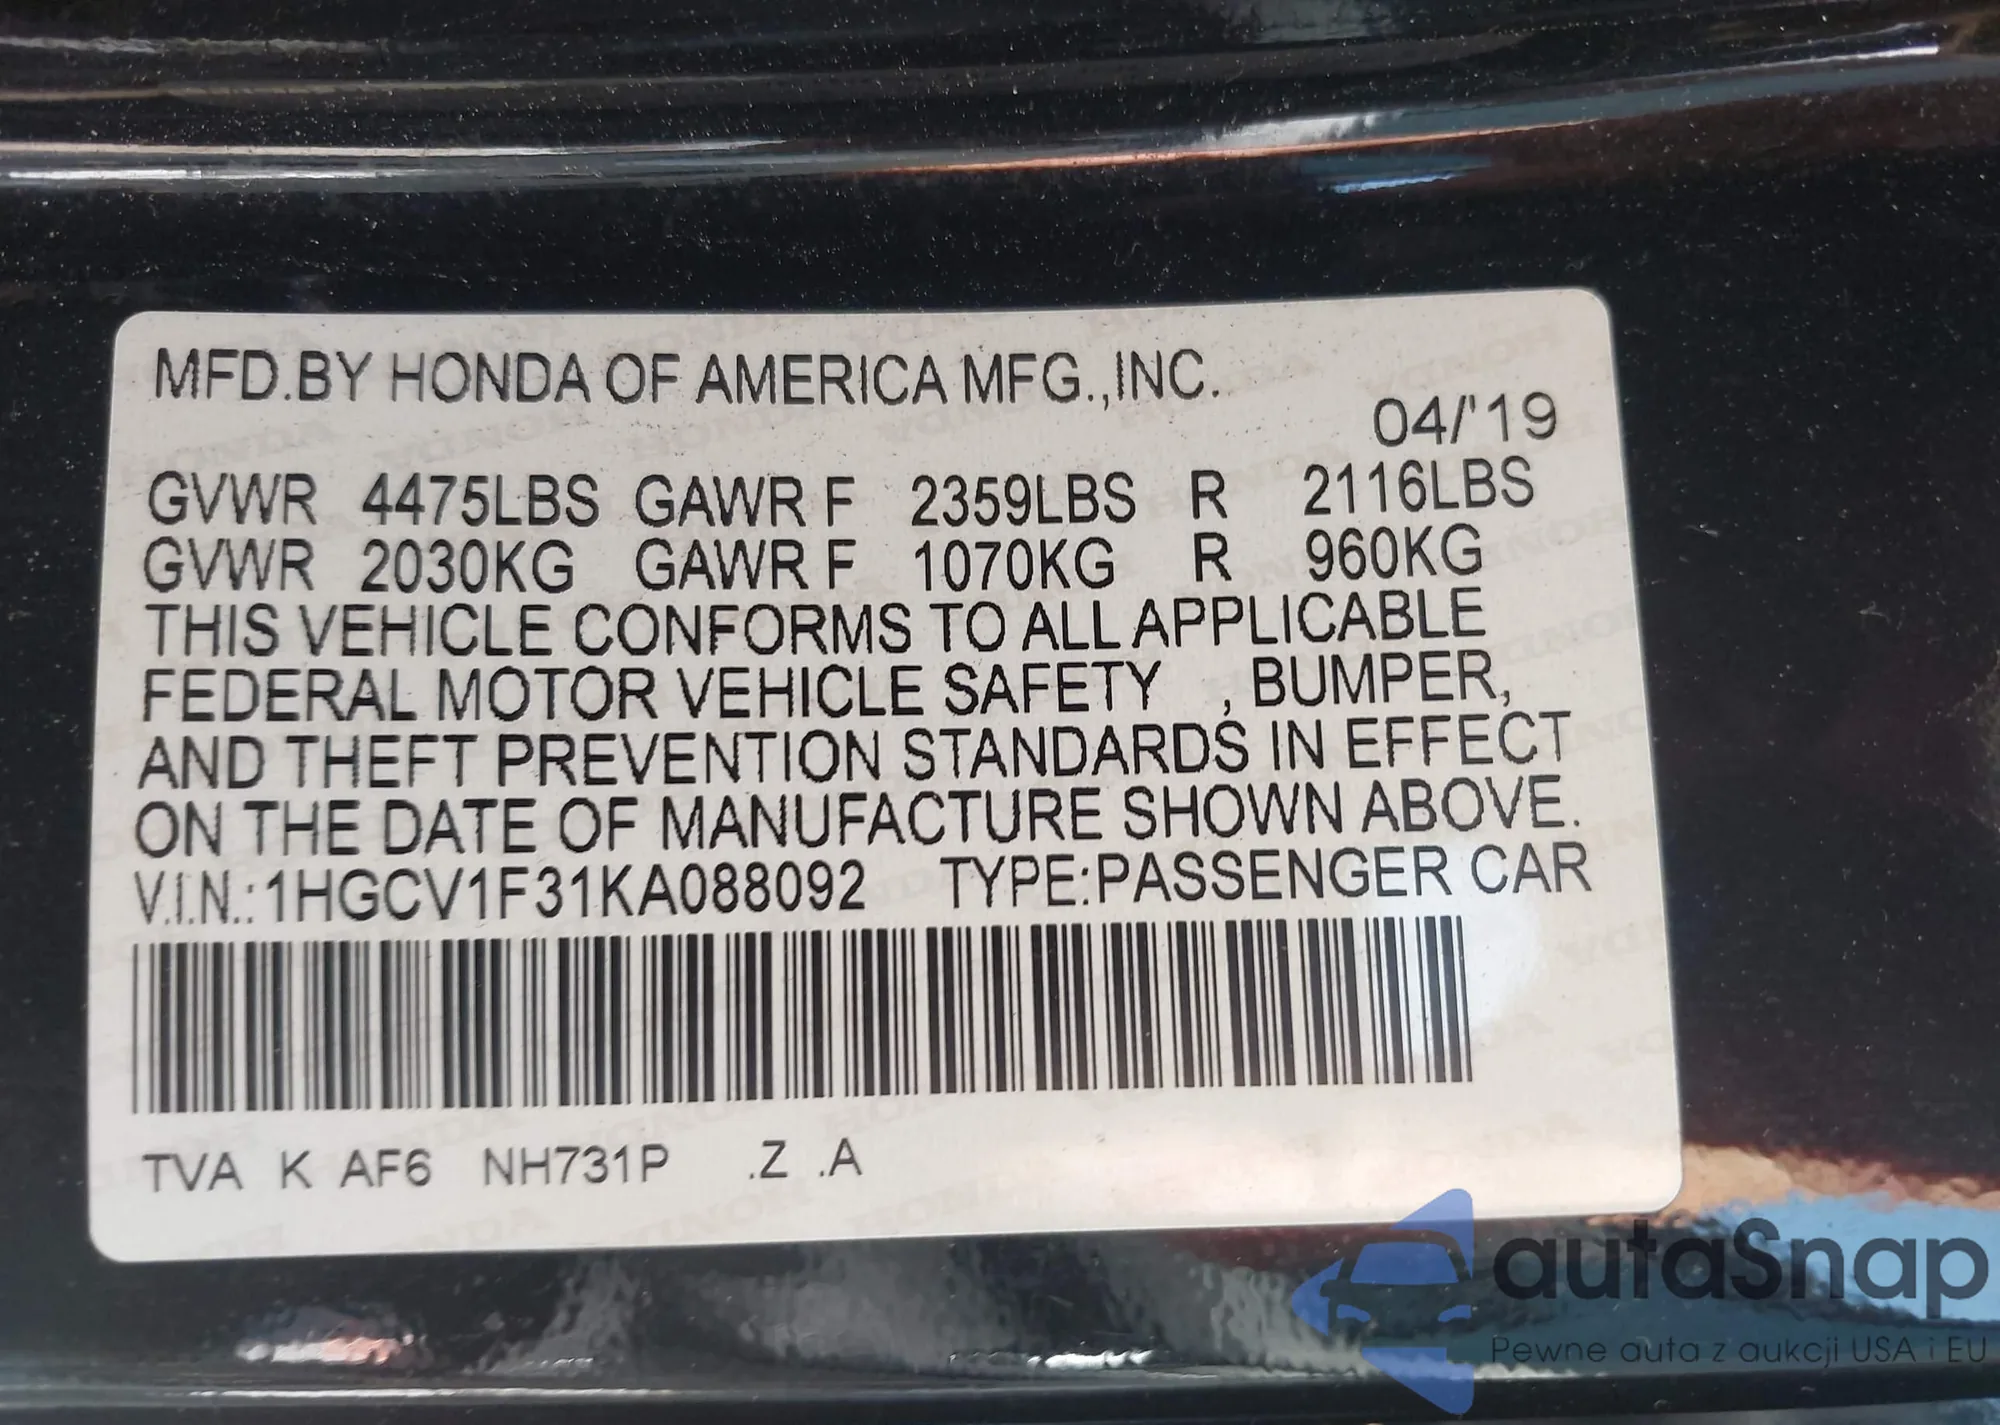 MFD.BY HONDA OF AMERICA MFG.,INC.
04/'19
GVWR 4475LBS GAWR F 2359LBS R 2116LBS
GVWR 2030KG GAWR F 1070KG R 960KG
THIS VEHICLE CONFORMS TO ALL APPLICABLE
FEDERAL MOTOR VEHICLE SAFETY , BUMPER,
AND THEFT PREVENTION STANDARDS IN EFFECT
ON THE DATE OF MANUFACTURE SHOWN ABOVE.
V.I.N.:1HGCV1F31KA088092 TYPE:PASSENGER CAR
TVA K AF6 NH731P .Z .A
autaSnap
Pewne auta z aukcji USA i EU